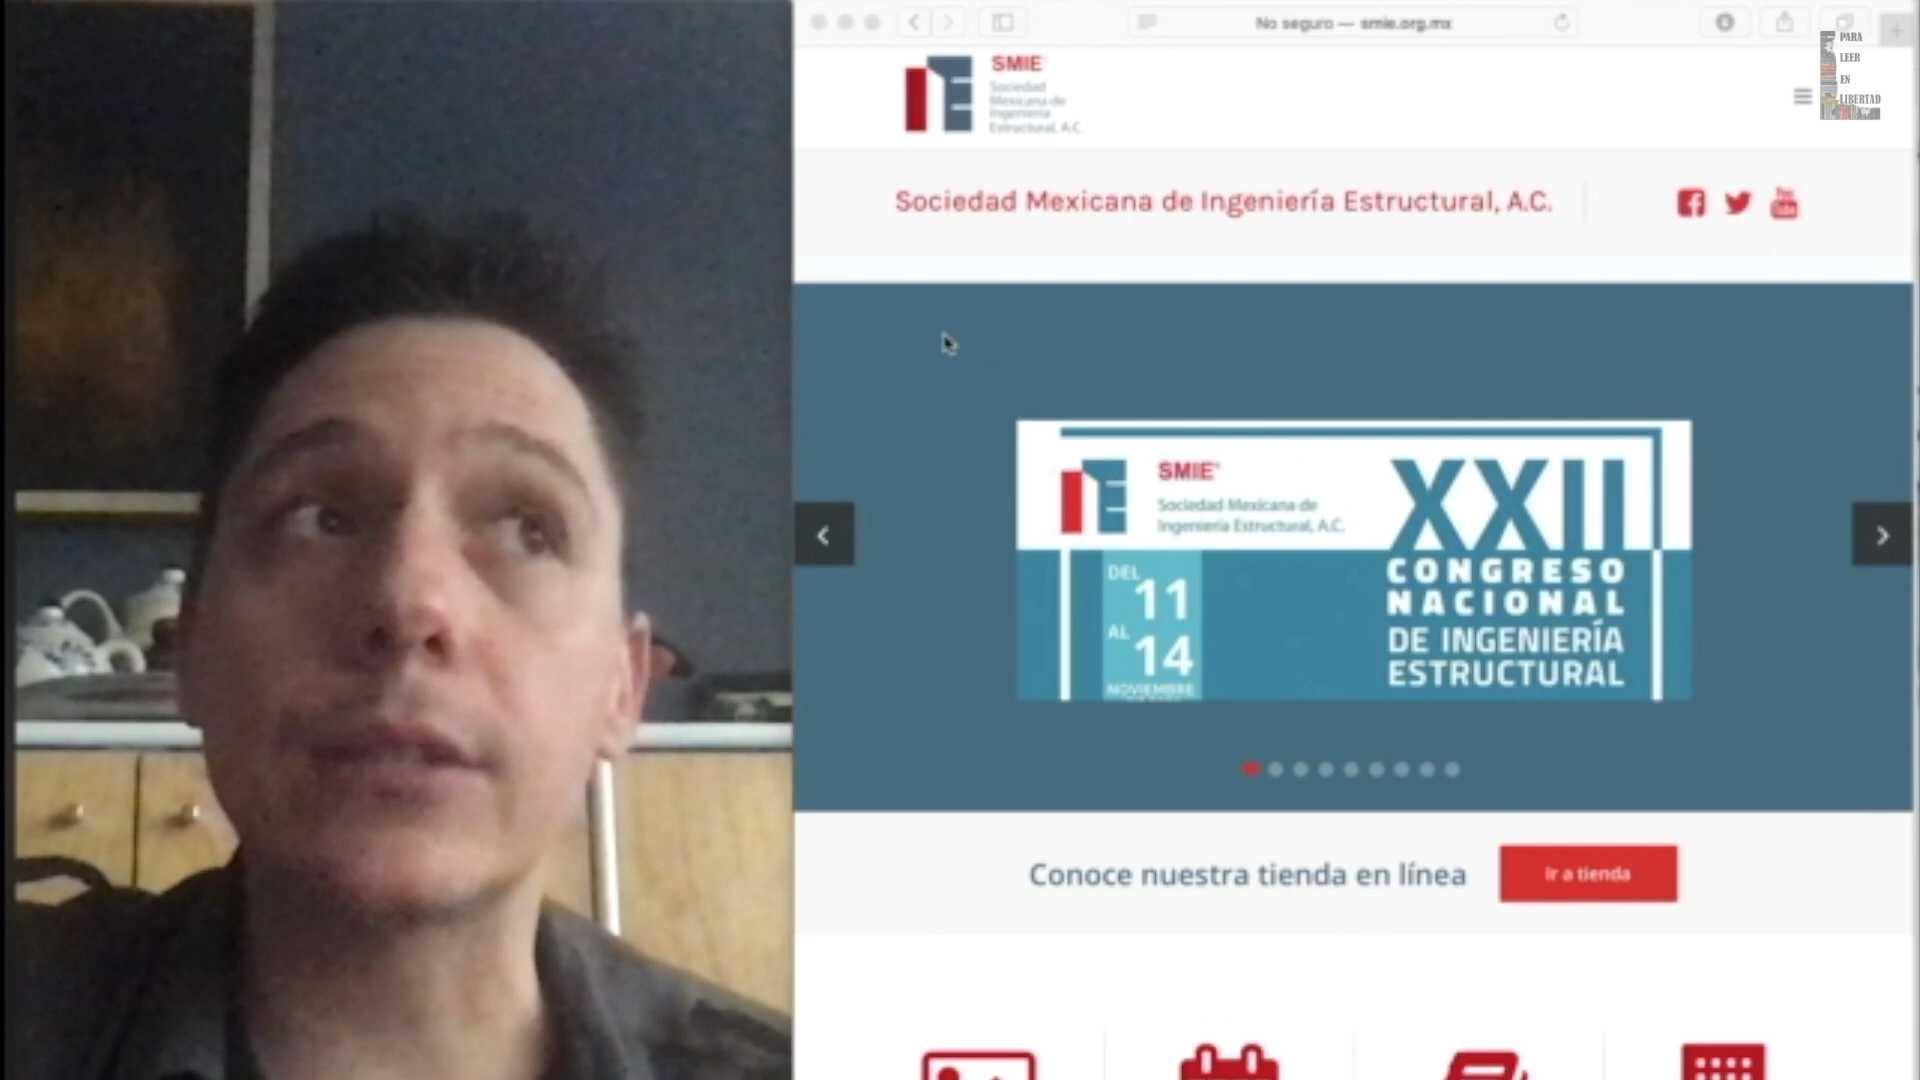 No seguro — smie.org.mx
PARA
LEER
EN
LIBERTAD
SMIE
Sociedad
Mexicana de
Ingeniería
Estructural, A.C.
Sociedad Mexicana de Ingeniería Estructural, A.C.
You
Tube
SMIE
Sociedad Mexicana de
Ingeniería Estructural, A.C.
XXII
CONGRESO
NACIONAL
DE INGENIERÍA
ESTRUCTURAL
DEL
11
AL
14
NOVIEMBRE
Conoce nuestra tienda en línea
Ir a tienda